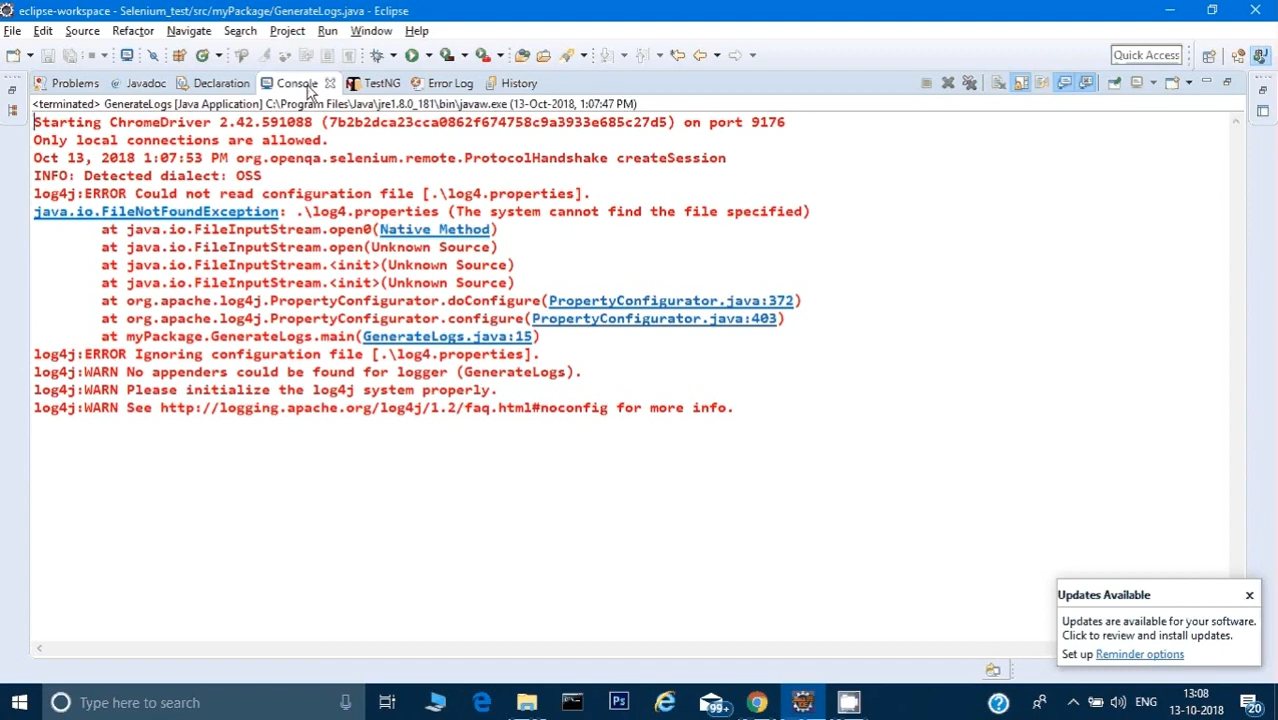 eclipse-workspace - Selenium_test/src/myPackage/GenerateLogs.java - Eclipse
File Edit Source Refactor Navigate Search Project Run Window Help
Quick Access
Problems @ Javadoc Declaration Console TestNG Error Log History
<terminated> GenerateLogs [Java Application] C:\Program Files\Java\jre1.8.0_181\bin\javaw.exe (13-Oct-2018, 1:07:47 PM)
Starting ChromeDriver 2.42.591088 (7b2b2dca23cca0862f674758c9a3933e685c27d5) on port 9176
Only local connections are allowed.
Oct 13, 2018 1:07:53 PM org.openqa.selenium.remote.ProtocolHandshake createSession
INFO: Detected dialect: OSS
log4j:ERROR Could not read configuration file [.\log4.properties].
java.io.FileNotFoundException: .\log4.properties (The system cannot find the file specified)
at java.io.FileInputStream.open0(Native Method)
at java.io.FileInputStream.open(Unknown Source)
at java.io.FileInputStream.<init>(Unknown Source)
at java.io.FileInputStream.<init>(Unknown Source)
at org.apache.log4j.PropertyConfigurator.doConfigure(PropertyConfigurator.java:372)
at org.apache.log4j.PropertyConfigurator.configure(PropertyConfigurator.java:403)
at myPackage.GenerateLogs.main(GenerateLogs.java:15)
log4j:ERROR Ignoring configuration file [.\log4.properties].
log4j:WARN No appenders could be found for logger (GenerateLogs).
log4j:WARN Please initialize the log4j system properly.
log4j:WARN See http://logging.apache.org/log4j/1.2/faq.html#noconfig for more info.
Updates Available
Updates are available for your software.
Click to review and install updates.
Set up Reminder options
Type here to search
99+
ENG
13:08
13-10-2018
20